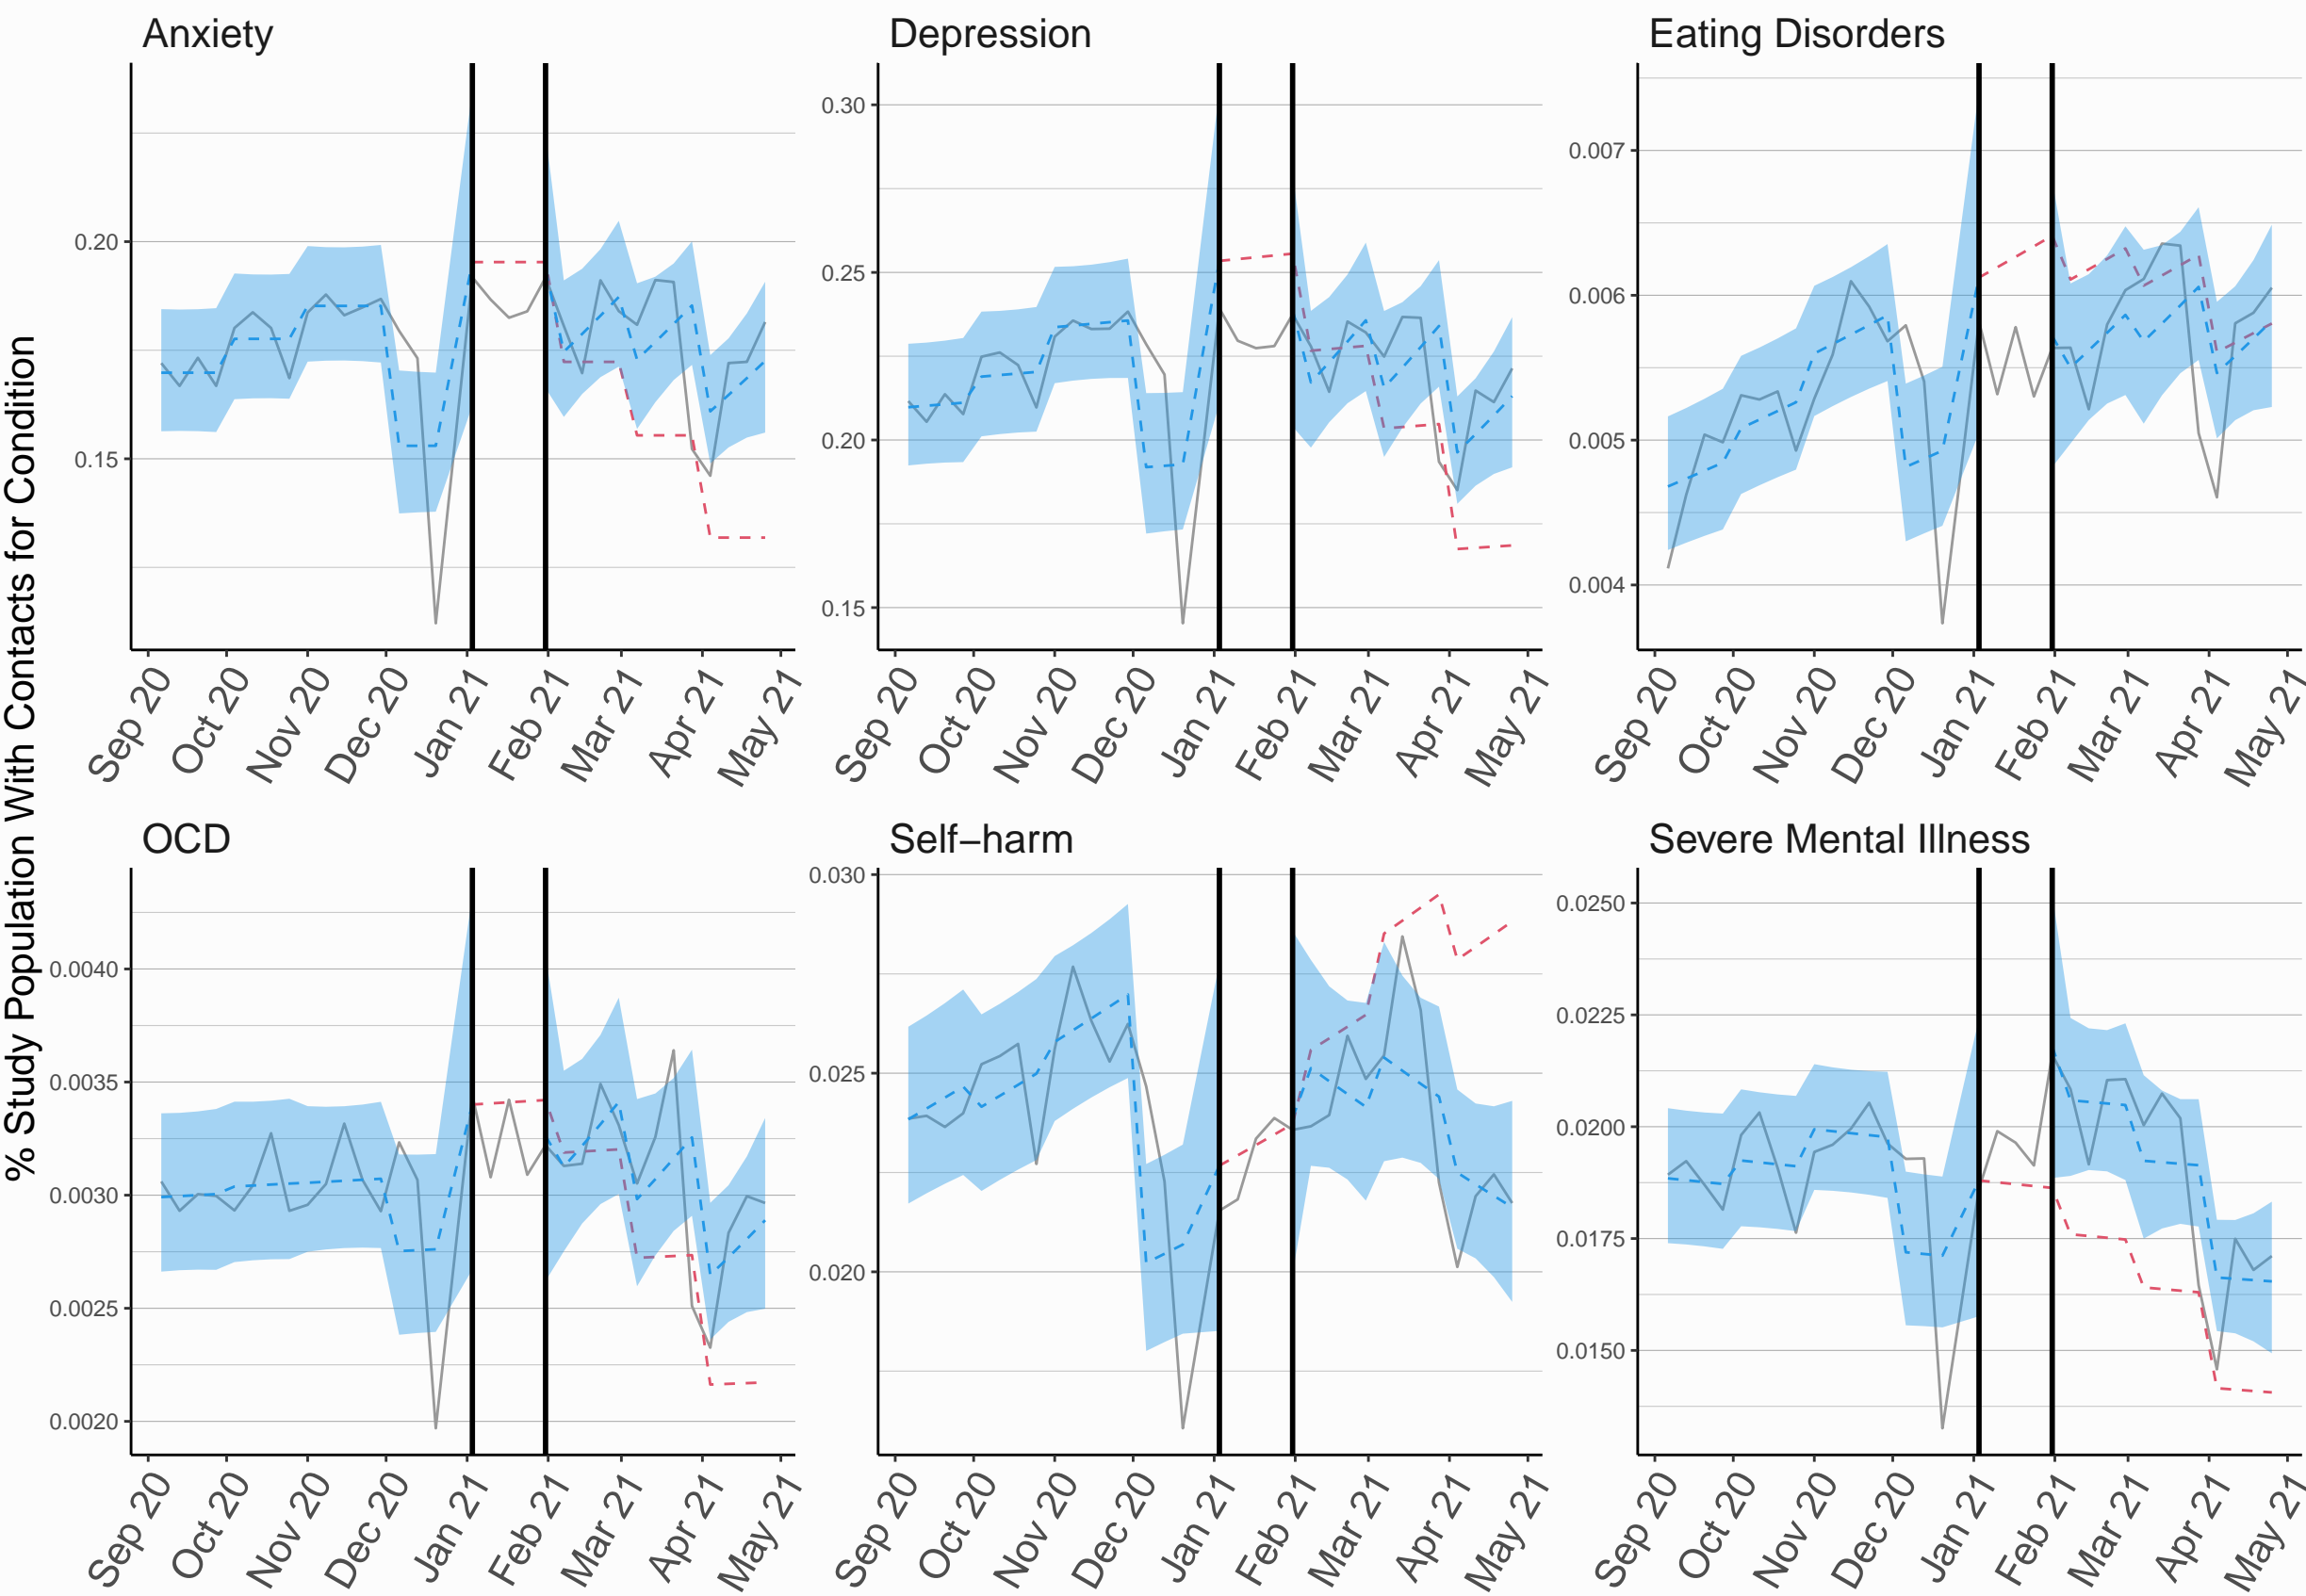 % Study Population With Contacts for Condition
Anxiety
0.20
0.15
Sep 20
Oct 20
Nov 20
Dec 20
Jan 21
Feb 21
Mar 21
Apr 21
May 21
Depression
0.30
0.25
0.20
0.15
Sep 20
Oct 20
Nov 20
Dec 20
Jan 21
Feb 21
Mar 21
Apr 21
May 21
Eating Disorders
0.007
0.006
0.005
0.004
Sep 20
Oct 20
Nov 20
Dec 20
Jan 21
Feb 21
Mar 21
Apr 21
May 21
OCD
0.0040
0.0035
0.0030
0.0025
0.0020
Sep 20
Oct 20
Nov 20
Dec 20
Jan 21
Feb 21
Mar 21
Apr 21
May 21
Self−harm
0.030
0.025
0.020
Sep 20
Oct 20
Nov 20
Dec 20
Jan 21
Feb 21
Mar 21
Apr 21
May 21
Severe Mental Illness
0.0250
0.0225
0.0200
0.0175
0.0150
Sep 20
Oct 20
Nov 20
Dec 20
Jan 21
Feb 21
Mar 21
Apr 21
May 21